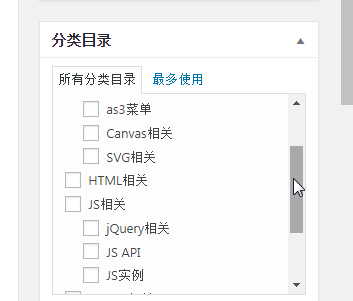 分类目录
所有分类目录 最多使用
as3菜单
Canvas相关
SVG相关
HTML相关
JS相关
jQuery相关
JS API
JS实例